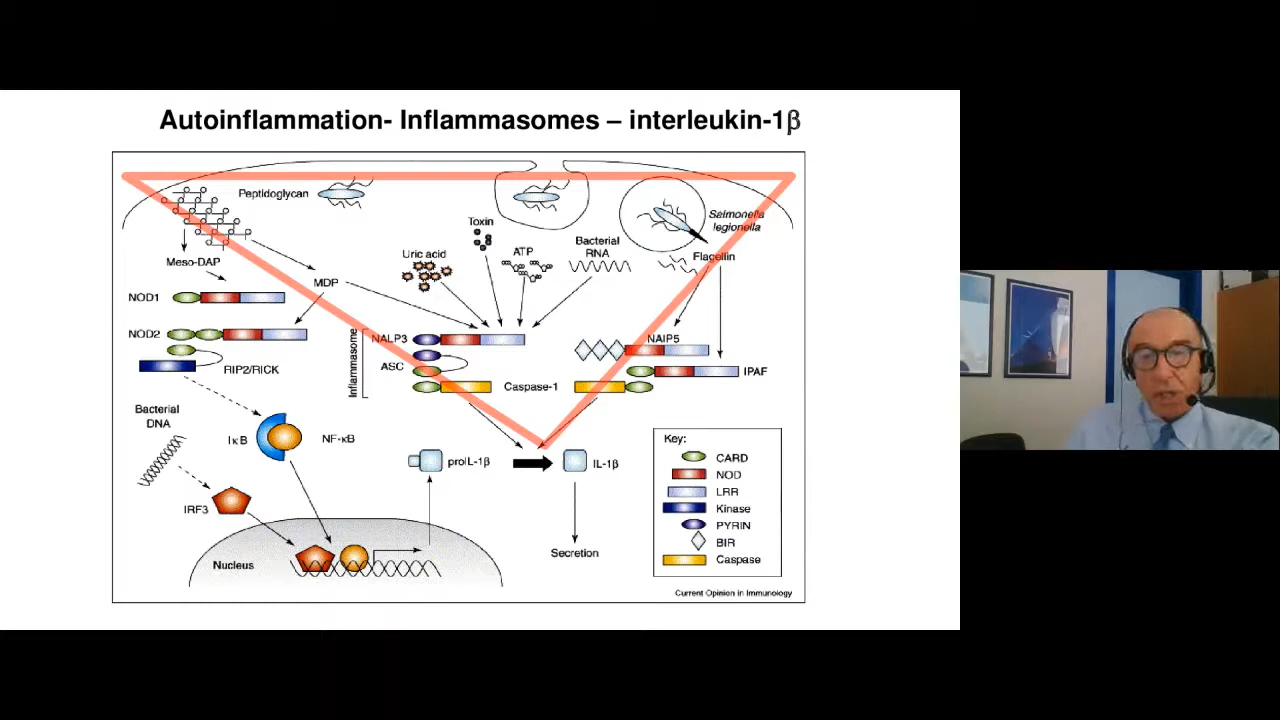 Autoinflammation- Inflammasomes – interleukin-1β
Peptidoglycan
Salmonella
legionella
Toxin
Uric acid
ATP
Bacterial
RNA
Flagellin
Meso-DAP
MDP
NOD1
NOD2
RIP2/RICK
Inflammasome
NALP3
ASC
Caspase-1
NAIP5
IPAF
Bacterial
DNA
IκB
NF-κB
proIL-1β
IL-1β
IRF3
Nucleus
Secretion
Key:
CARD
NOD
LRR
Kinase
PYRIN
BIR
Caspase
Current Opinion in Immunology